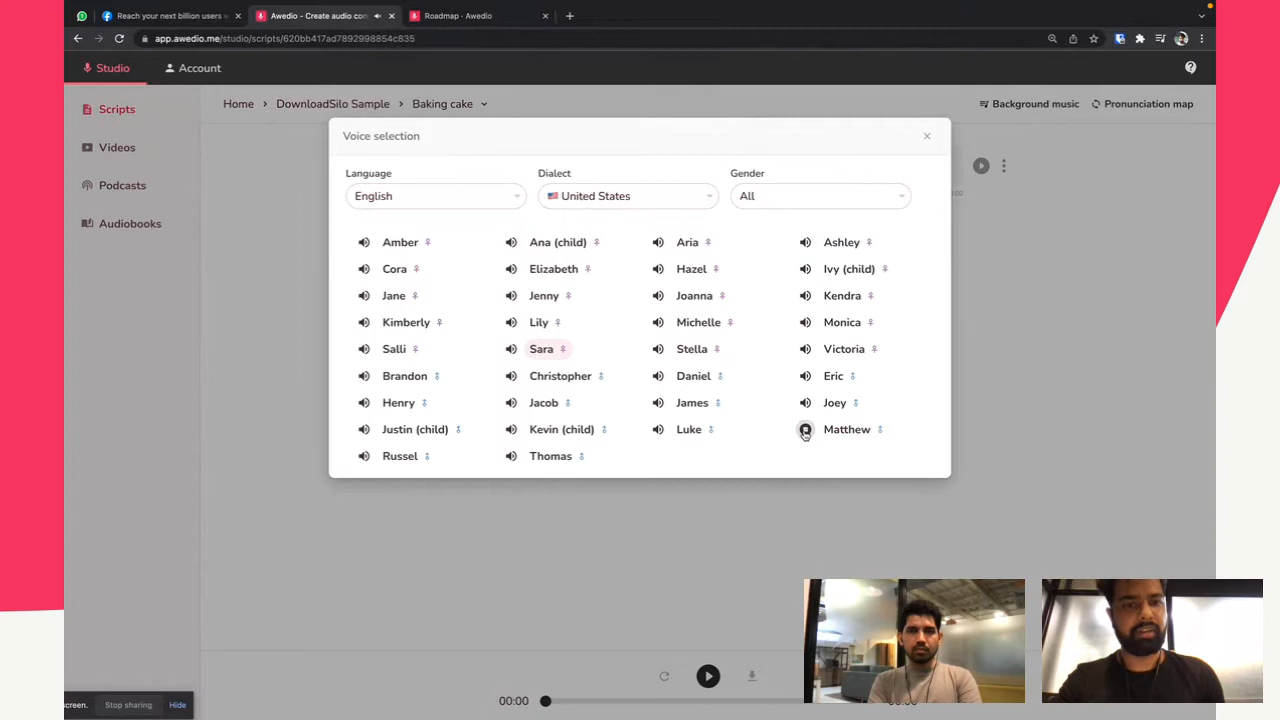 Reach your next billion users
Awedio - Create audio con
Roadmap - Awedio
app.awedio.me/studio/scripts/620bb417ad7892998854c835
Studio
Account
Scripts
Videos
Podcasts
Audiobooks
Home > DownloadSilo Sample > Baking cake
Background music
Pronunciation map
Voice selection
Language
Dialect
Gender
English
United States
All
Amber
Ana (child)
Aria
Ashley
Cora
Elizabeth
Hazel
Ivy (child)
Jane
Jenny
Joanna
Kendra
Kimberly
Lily
Michelle
Monica
Salli
Sara
Stella
Victoria
Brandon
Christopher
Daniel
Eric
Henry
Jacob
James
Joey
Justin (child)
Kevin (child)
Luke
Matthew
Russel
Thomas
00:00
screen.
Stop sharing
Hide